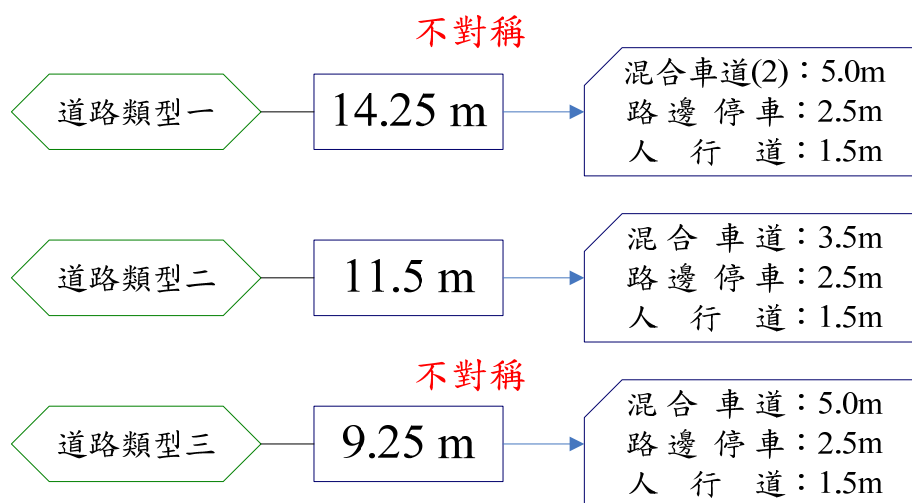 不對稱
道路類型一
14.25 m
混合車道(2)：5.0m
路邊停車：2.5m
人行道：1.5m
道路類型二
11.5 m
混合車道：3.5m
路邊停車：2.5m
人行道：1.5m
不對稱
道路類型三
9.25 m
混合車道：5.0m
路邊停車：2.5m
人行道：1.5m